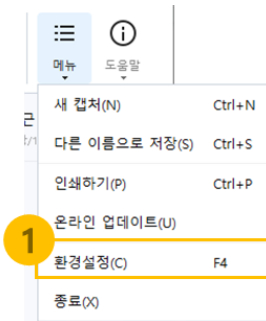 메뉴
도움말
새 캡처(N) Ctrl+N
다른 이름으로 저장(S) Ctrl+S
인쇄하기(P) Ctrl+P
온라인 업데이트(U)
1
환경설정(C) F4
종료(X)